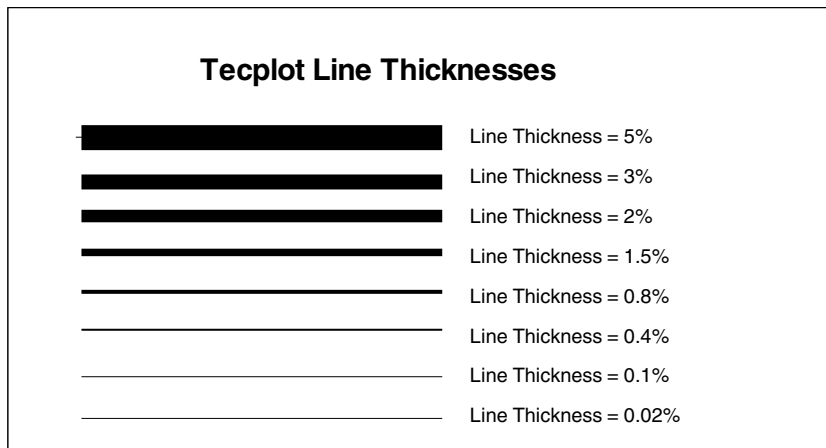 Tecplot Line Thicknesses
Line Thickness = 5%
Line Thickness = 3%
Line Thickness = 2%
Line Thickness = 1.5%
Line Thickness = 0.8%
Line Thickness = 0.4%
Line Thickness = 0.1%
Line Thickness = 0.02%